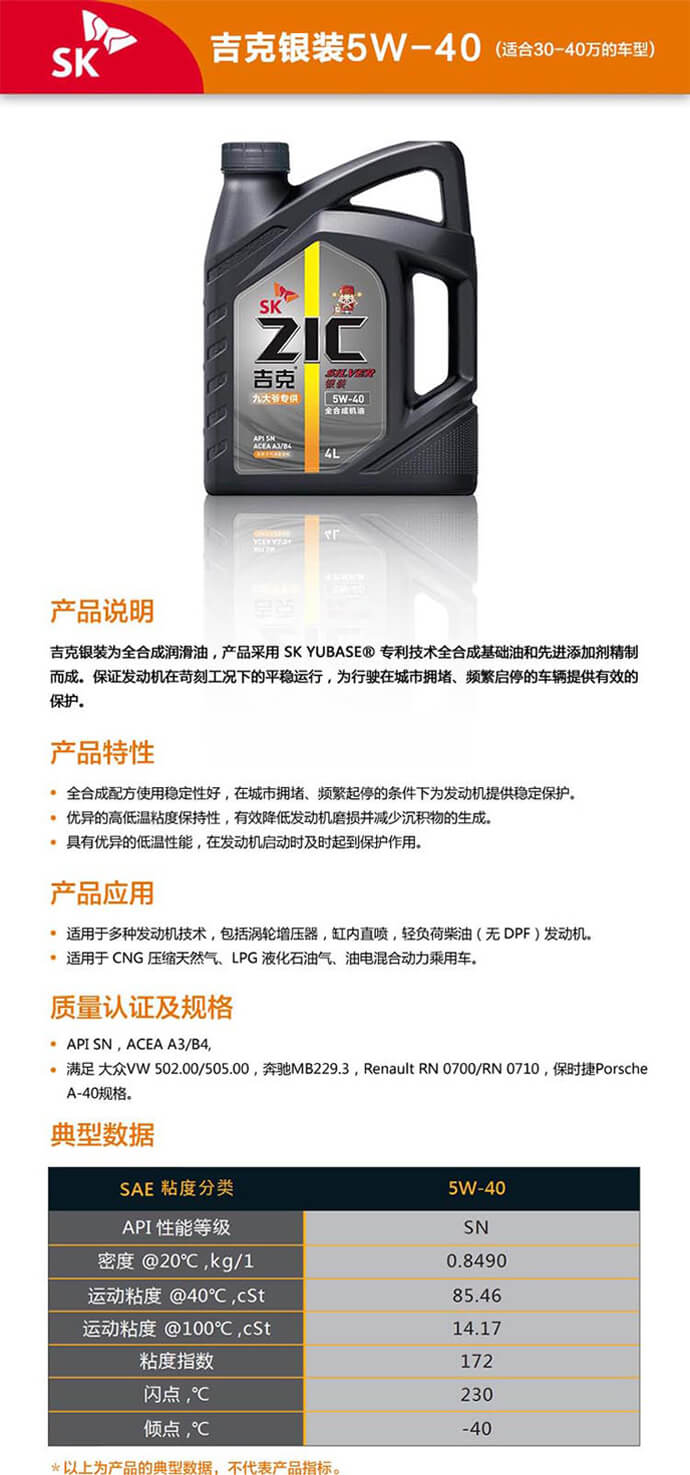 SK
吉克银装5W-40（适合30-40万的车型）
SK
ZIC
吉克
SILVER
银装
九大爷专供
5W-40
全合成机油
API SN
ACEA A3/B4
4L
产品说明
吉克银装为全合成润滑油，产品采用 SK YUBASE® 专利技术全合成基础油和先进添加剂精制
而成。保证发动机在苛刻工况下的平稳运行，为行驶在城市拥堵、频繁启停的车辆提供有效的
保护。
产品特性
• 全合成配方使用稳定性好，在城市拥堵、频繁起停的条件下为发动机提供稳定保护。
• 优异的高低温粘度保持性，有效降低发动机磨损并减少沉积物的生成。
• 具有优异的低温性能，在发动机启动时及时起到保护作用。
产品应用
• 适用于多种发动机技术，包括涡轮增压器，缸内直喷，轻负荷柴油（无 DPF）发动机。
• 适用于 CNG 压缩天然气、LPG 液化石油气、油电混合动力乘用车。
质量认证及规格
• API SN，ACEA A3/B4,
• 满足 大众VW 502.00/505.00，奔驰MB229.3，Renault RN 0700/RN 0710，保时捷Porsche
A-40规格。
典型数据
SAE 粘度分类 5W-40
API 性能等级 SN
密度 @20℃ ,kg/1 0.8490
运动粘度 @40℃ ,cSt 85.46
运动粘度 @100℃ ,cSt 14.17
粘度指数 172
闪点 ,℃ 230
倾点 ,℃ -40
*以上为产品的典型数据，不代表产品指标。